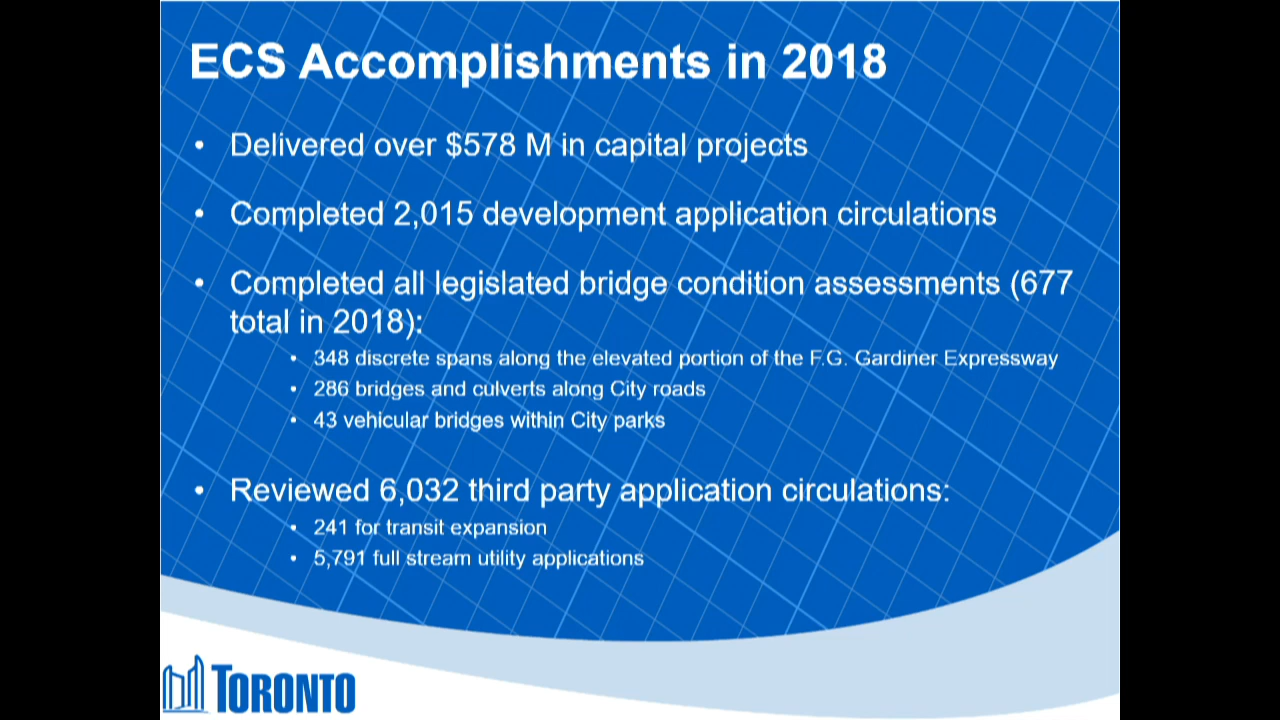 ECS Accomplishments in 2018
• Delivered over $578 M in capital projects
• Completed 2,015 development application circulations
• Completed all legislated bridge condition assessments (677
total in 2018):
• 348 discrete spans along the elevated portion of the F.G. Gardiner Expressway
• 286 bridges and culverts along City roads
• 43 vehicular bridges within City parks
• Reviewed 6,032 third party application circulations:
• 241 for transit expansion
• 5,791 full stream utility applications
TORONTO